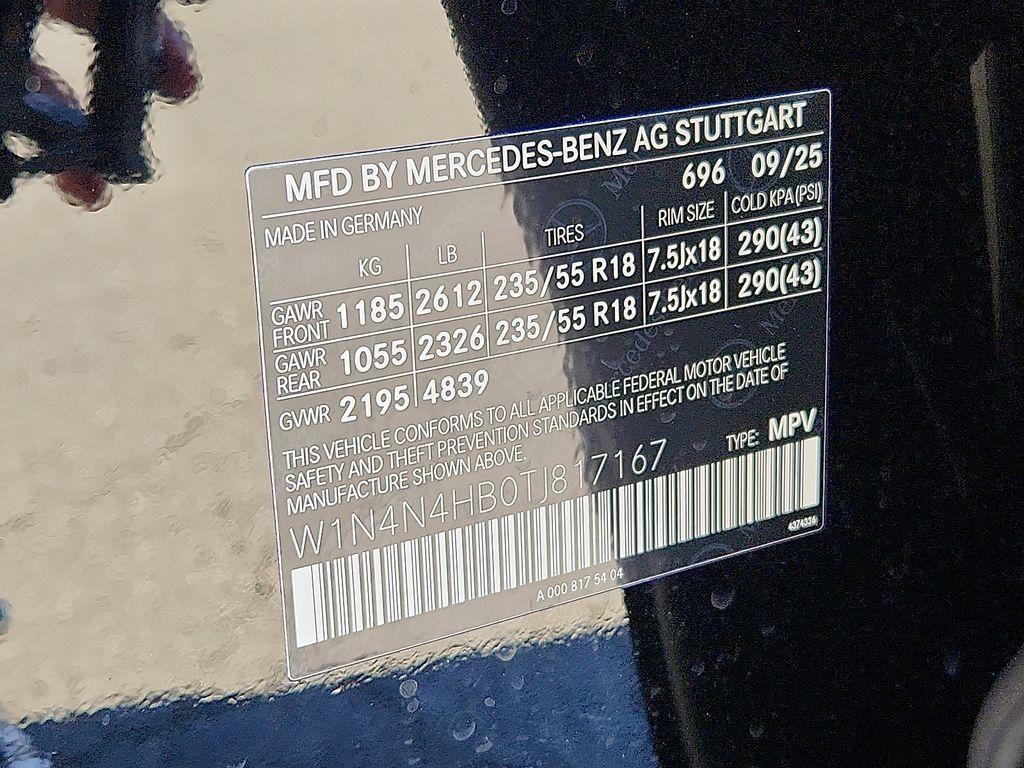 MFD BY MERCEDES-BENZ AG STUTTGART
MADE IN GERMANY 696 09/25
KG LB TIRES RIM SIZE COLD KPA(PSI)
GAWR FRONT 1185 2612 235/55 R18 7.5Jx18 290(43)
GAWR REAR 1055 2326 235/55 R18 7.5Jx18 290(43)
GVWR 2195 4839
THIS VEHICLE CONFORMS TO ALL APPLICABLE FEDERAL MOTOR VEHICLE
SAFETY AND THEFT PREVENTION STANDARDS IN EFFECT ON THE DATE OF
MANUFACTURE SHOWN ABOVE.
TYPE: MPV
W1N4N4HB0TJ817167
4374336
A 000 817 54 04